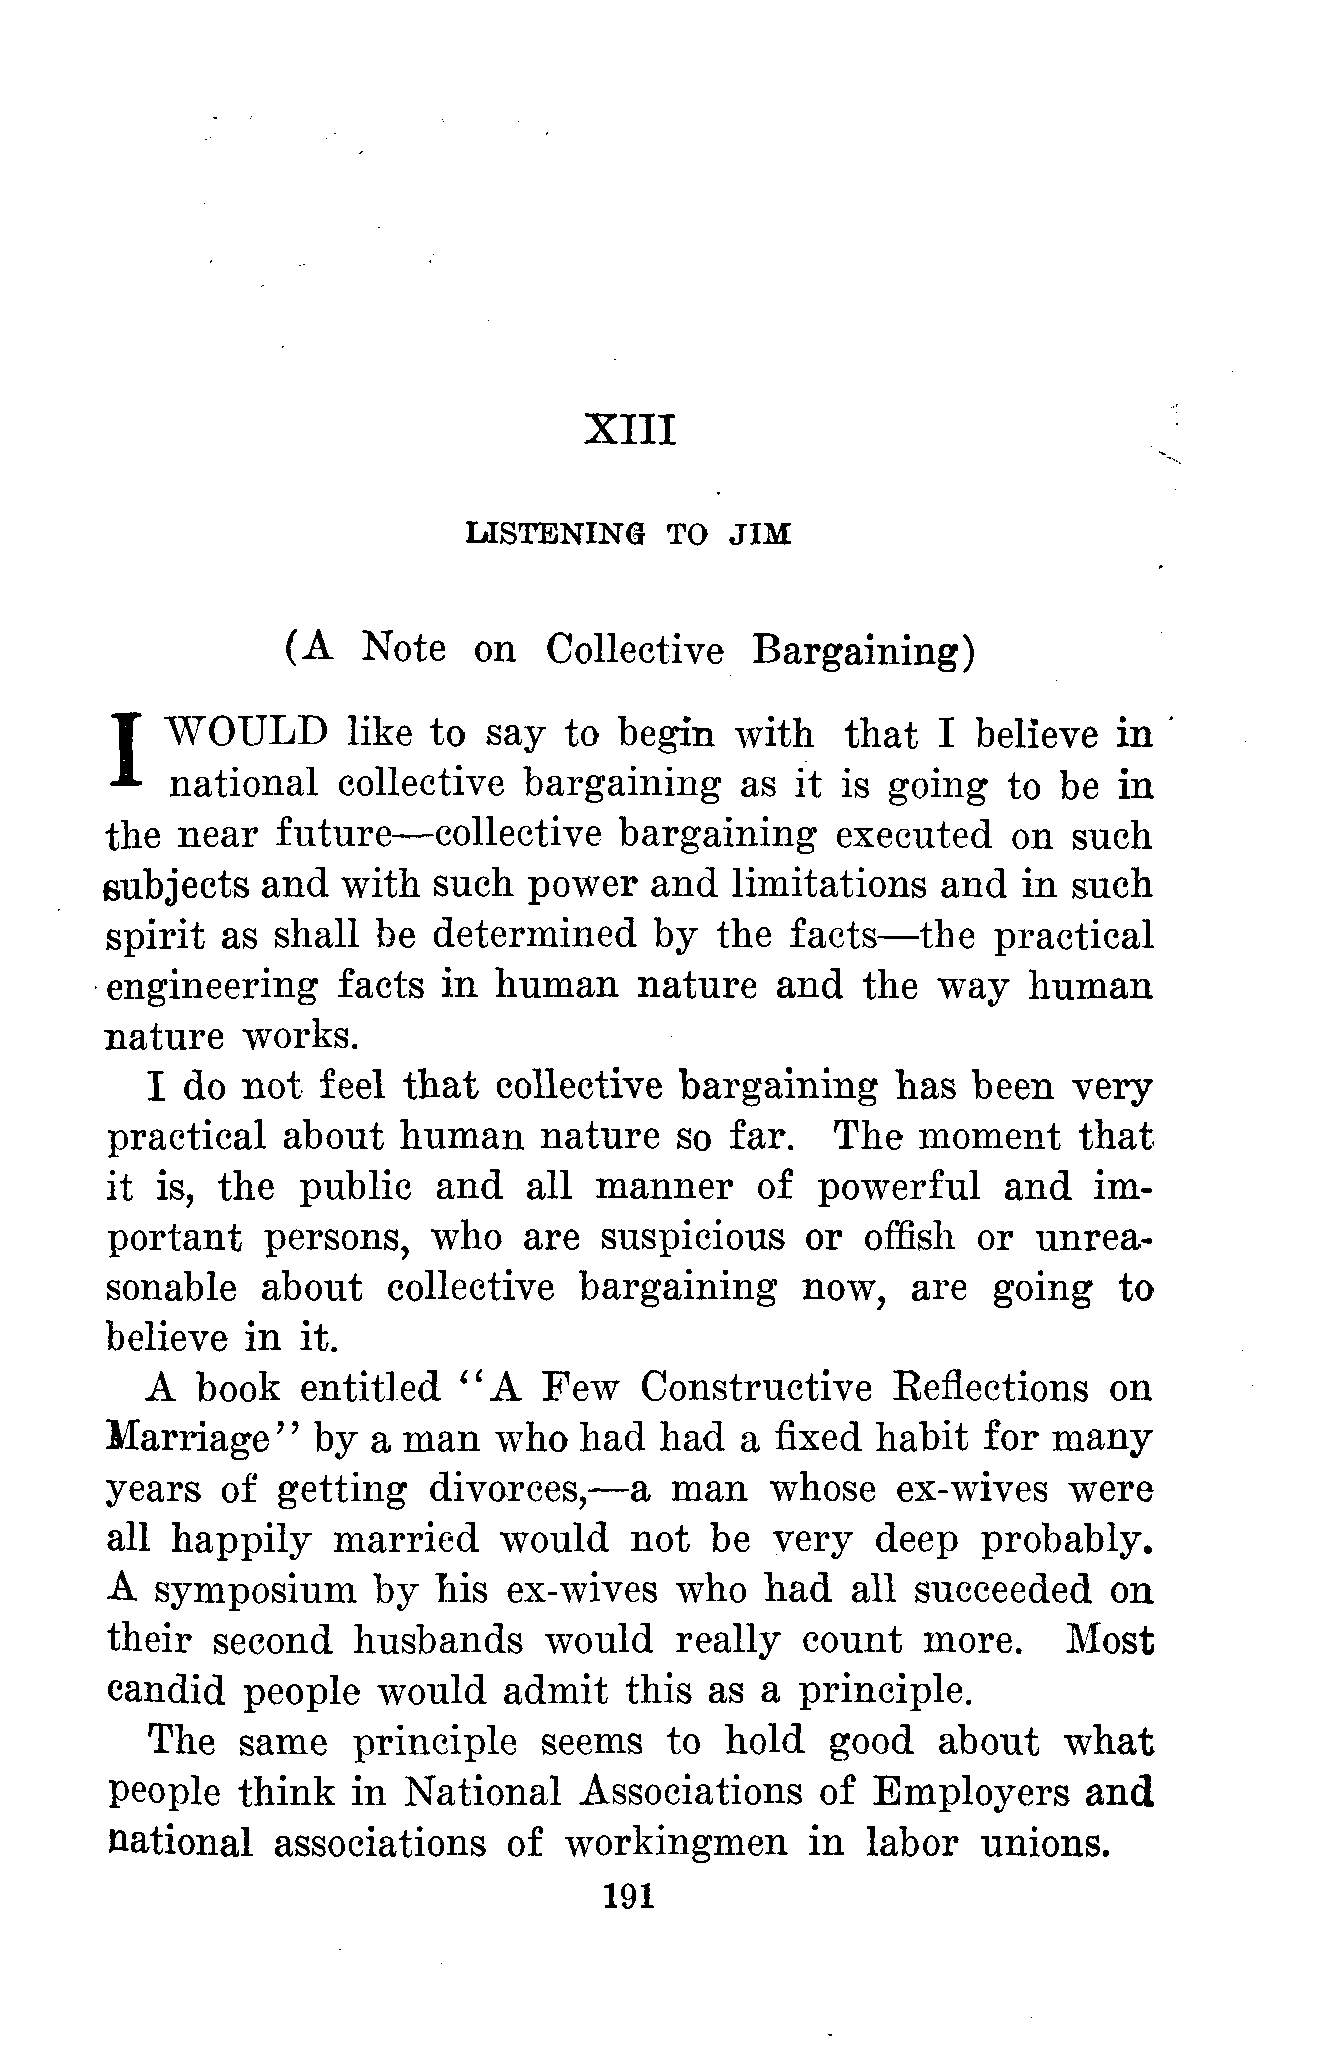 XIII
LISTENING TO JIM
(A Note on Collective Bargaining)
I WOULD like to say to begin with that I believe in
national collective bargaining as it is going to be in
the near future—collective bargaining executed on such
subjects and with such power and limitations and in such
spirit as shall be determined by the facts—the practical
engineering facts in human nature and the way human
nature works.
I do not feel that collective bargaining has been very
practical about human nature so far. The moment that
it is, the public and all manner of powerful and im-
portant persons, who are suspicious or offish or unrea-
sonable about collective bargaining now, are going to
believe in it.
A book entitled "A Few Constructive Reflections on
Marriage" by a man who had had a fixed habit for many
years of getting divorces,—a man whose ex-wives were
all happily married would not be very deep probably.
A symposium by his ex-wives who had all succeeded on
their second husbands would really count more. Most
candid people would admit this as a principle.
The same principle seems to hold good about what
people think in National Associations of Employers and
national associations of workingmen in labor unions.
191